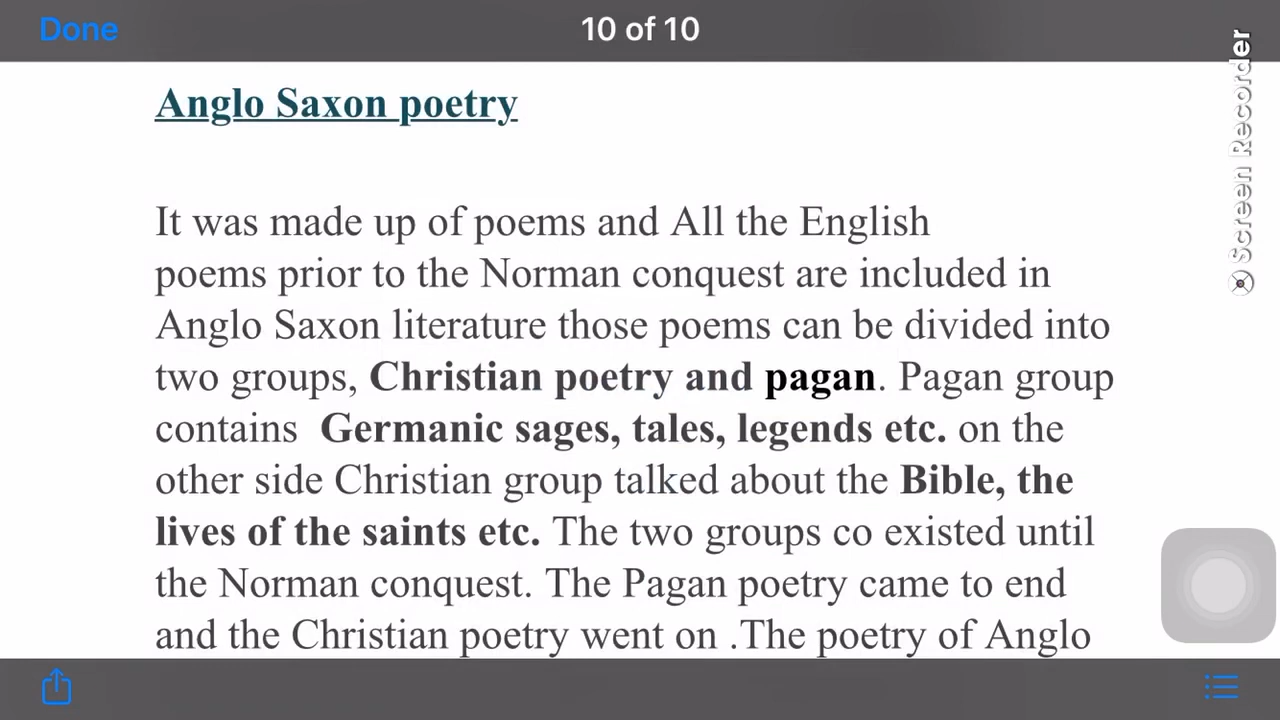 Done
10 of 10
Screen Recorder
Anglo Saxon poetry
It was made up of poems and All the English
poems prior to the Norman conquest are included in
Anglo Saxon literature those poems can be divided into
two groups, Christian poetry and pagan. Pagan group
contains Germanic sages, tales, legends etc. on the
other side Christian group talked about the Bible, the
lives of the saints etc. The two groups co existed until
the Norman conquest. The Pagan poetry came to end
and the Christian poetry went on .The poetry of Anglo